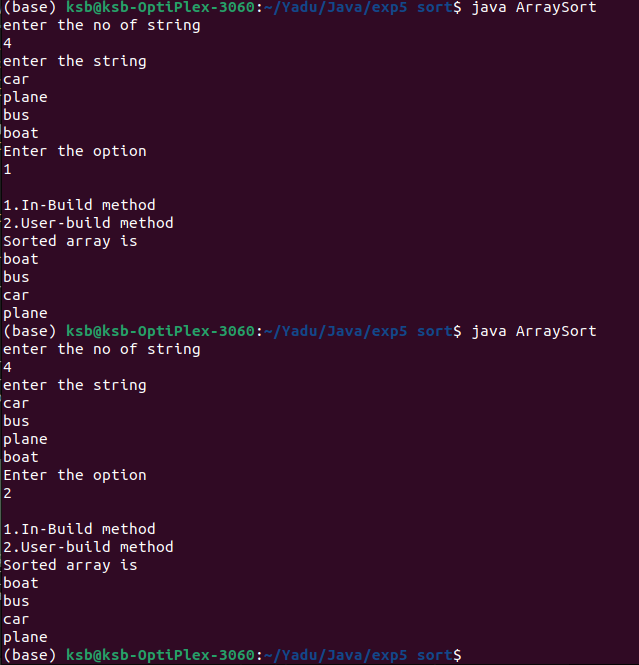 (base) ksb@ksb-OptiPlex-3060:~/Yadu/Java/exp5 sort$ java ArraySort
enter the no of string
4
enter the string
car
plane
bus
boat
Enter the option
1
1.In-Build method
2.User-build method
Sorted array is
boat
bus
car
plane
(base) ksb@ksb-OptiPlex-3060:~/Yadu/Java/exp5 sort$ java ArraySort
enter the no of string
4
enter the string
car
bus
plane
boat
Enter the option
2
1.In-Build method
2.User-build method
Sorted array is
boat
bus
car
plane
(base) ksb@ksb-OptiPlex-3060:~/Yadu/Java/exp5 sort$